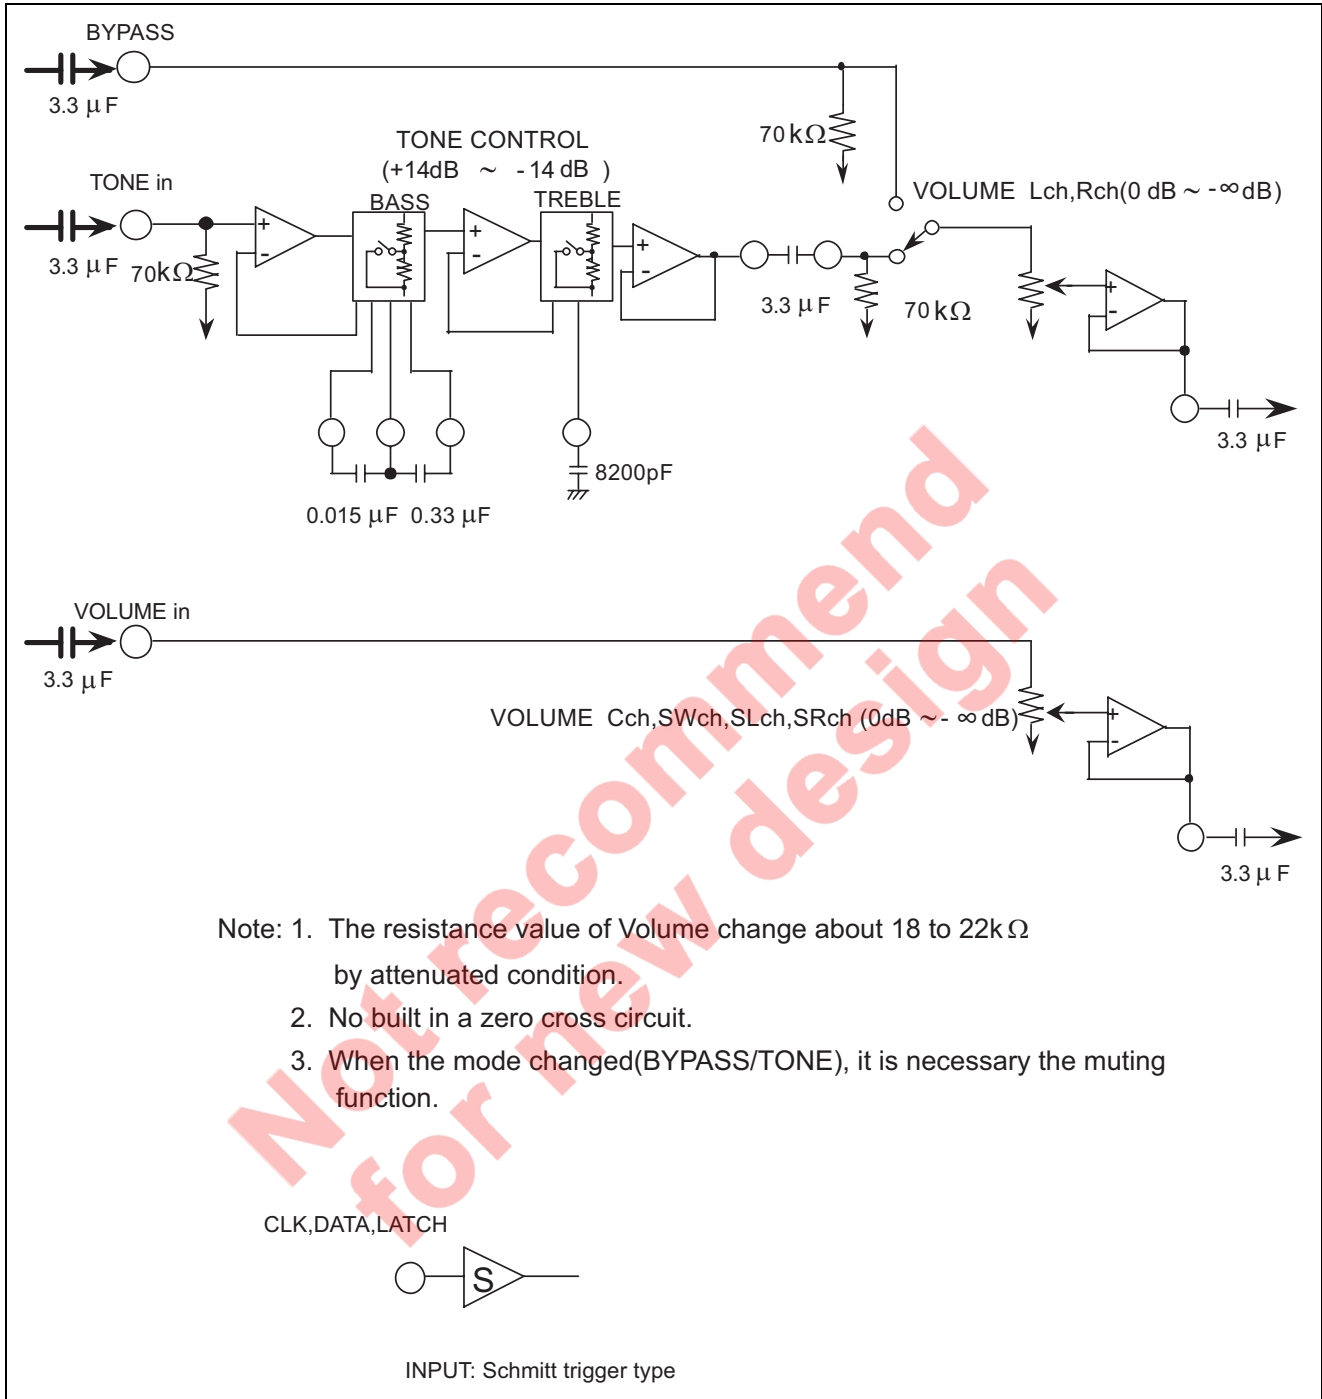 BYPASS
3.3 μF
70kΩ
TONE CONTROL
(+14dB ~ -14 dB )
TONE in
BASS
TREBLE
VOLUME Lch,Rch(0 dB ~ -∞dB)
+
-
+
-
+
-
+
-
3.3 μF
70kΩ
3.3 μF
70kΩ
3.3 μF
8200pF
0.015 μF 0.33 μF
VOLUME in
3.3 μF
VOLUME Cch,SWch,SLch,SRch (0dB ~- ∞ dB)
+
-
3.3 μ F
Not recommend
for new design
Note: 1. The resistance value of Volume change about 18 to 22kΩ
by attenuated condition.
2. No built in a zero cross circuit.
3. When the mode changed(BYPASS/TONE), it is necessary the muting
function.
CLK,DATA,LATCH
S
INPUT: Schmitt trigger type